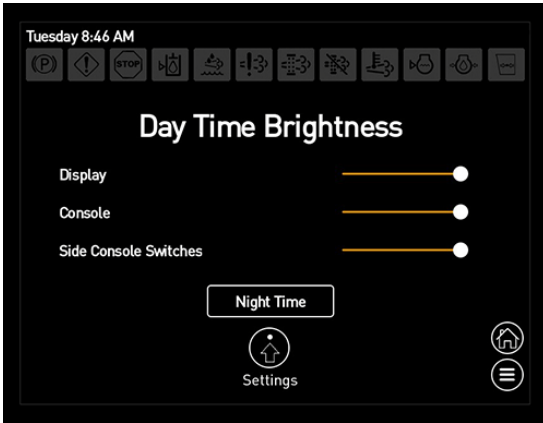 Tuesday 8:46 AM
(P)
STOP
Day Time Brightness
Display
Console
Side Console Switches
Night Time
Settings